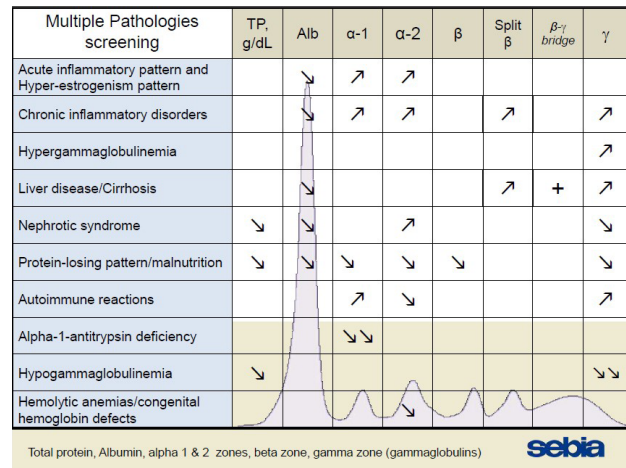 Multiple Pathologies screening TP, g/dL Alb α-1 α-2 β Split β β-γ bridge γ
Acute inflammatory pattern and Hyper-estrogenism pattern ↘ ↗ ↗
Chronic inflammatory disorders ↘ ↗ ↗ ↗ ↗
Hypergammaglobulinemia ↗
Liver disease/Cirrhosis ↘ ↗ + ↗
Nephrotic syndrome ↘ ↘ ↗ ↘
Protein-losing pattern/malnutrition ↘ ↘ ↘ ↘ ↘ ↘
Autoimmune reactions ↗ ↘ ↗
Alpha-1-antitrypsin deficiency ↘↘
Hypogammaglobulinemia ↘ ↘↘
Hemolytic anemias/congenital hemoglobin defects ↘
Total protein, Albumin, alpha 1 & 2 zones, beta zone, gamma zone (gammaglobulins) sebia